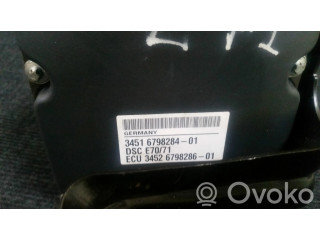 GERMANY
3451 6798284-01
DSC E70/71
ECU 3452 6798286-01
Ovoko